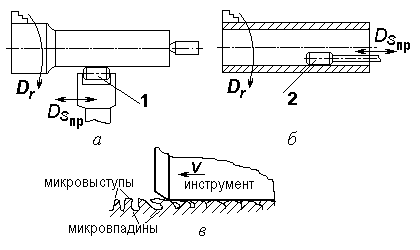 Dr
Dsпр
1
а
Dr
Dsпр
2
б
v
микровыступы
инструмент
микровпадины
в